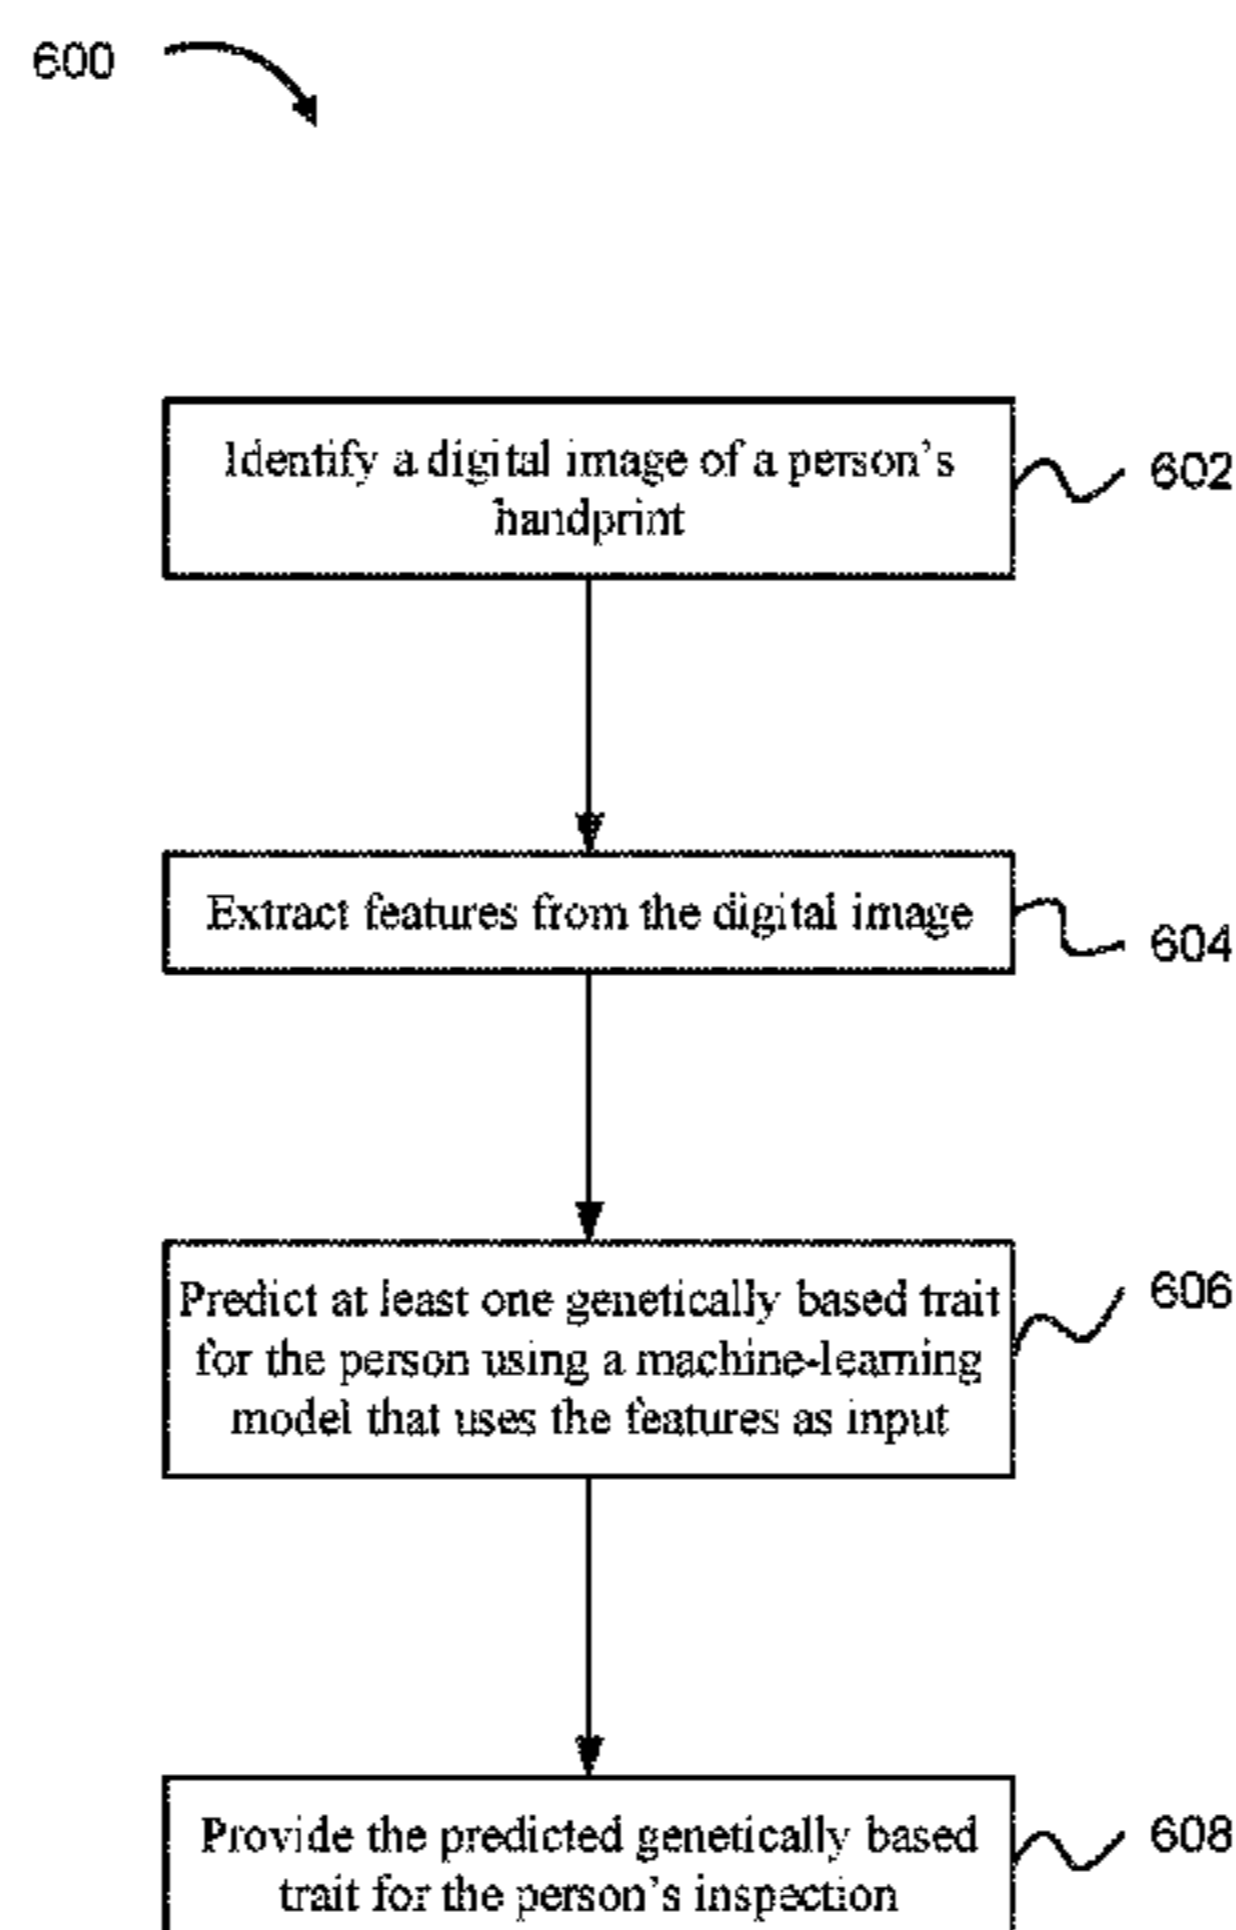 600
Identify a digital image of a person's
handprint
602
Extract features from the digital image
604
Predict at least one genetically based trait
for the person using a machine-learning
model that uses the features as input
606
Provide the predicted genetically based
trait for the person's inspection
608